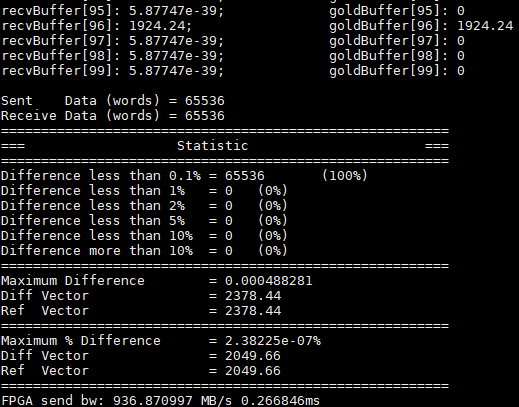 recvBuffer[95]: 5.87747e-39; goldBuffer[95]: 0
recvBuffer[96]: 1924.24; goldBuffer[96]: 1924.24
recvBuffer[97]: 5.87747e-39; goldBuffer[97]: 0
recvBuffer[98]: 5.87747e-39; goldBuffer[98]: 0
recvBuffer[99]: 5.87747e-39; goldBuffer[99]: 0
Sent Data (words) = 65536
Receive Data (words) = 65536
========================================================
=== Statistic ===
========================================================
Difference less than 0.1% = 65536 (100%)
Difference less than 1% = 0 (0%)
Difference less than 2% = 0 (0%)
Difference less than 5% = 0 (0%)
Difference less than 10% = 0 (0%)
Difference more than 10% = 0 (0%)
========================================================
Maximum Difference = 0.000488281
Diff Vector = 2378.44
Ref Vector = 2378.44
========================================================
Maximum % Difference = 2.38225e-07%
Diff Vector = 2049.66
Ref Vector = 2049.66
========================================================
FPGA send bw: 936.870997 MB/s 0.266846ms